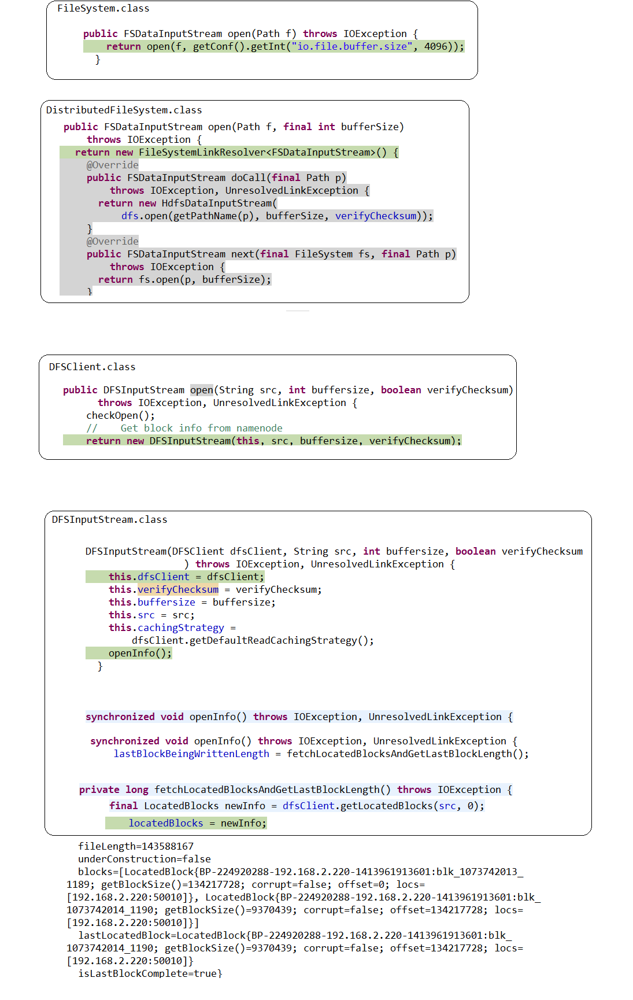 FileSystem.class
public FSDataInputStream open(Path f) throws IOException {
return open(f, getConf().getInt("io.file.buffer.size", 4096));
}
DistributedFileSystem.class
public FSDataInputStream open(Path f, final int bufferSize)
throws IOException {
return new FileSystemLinkResolver<FSDataInputStream>() {
@Override
public FSDataInputStream doCall(final Path p)
throws IOException, UnresolvedLinkException {
return new HdfsDataInputStream(
dfs.open(getPathName(p), bufferSize, verifyChecksum));
}
@Override
public FSDataInputStream next(final FileSystem fs, final Path p)
throws IOException {
return fs.open(p, bufferSize);
}
DFSClient.class
public DFSInputStream open(String src, int buffersize, boolean verifyChecksum)
throws IOException, UnresolvedLinkException {
checkOpen();
//    Get block info from namenode
return new DFSInputStream(this, src, buffersize, verifyChecksum);
DFSInputStream.class
DFSInputStream(DFSClient dfsClient, String src, int buffersize, boolean verifyChecksum
) throws IOException, UnresolvedLinkException {
this.dfsClient = dfsClient;
this.verifyChecksum = verifyChecksum;
this.buffersize = buffersize;
this.src = src;
this.cachingStrategy =
dfsClient.getDefaultReadCachingStrategy();
openInfo();
}
synchronized void openInfo() throws IOException, UnresolvedLinkException {
synchronized void openInfo() throws IOException, UnresolvedLinkException {
lastBlockBeingWrittenLength = fetchLocatedBlocksAndGetLastBlockLength();
private long fetchLocatedBlocksAndGetLastBlockLength() throws IOException {
final LocatedBlocks newInfo = dfsClient.getLocatedBlocks(src, 0);
locatedBlocks = newInfo;
fileLength=143588167
underConstruction=false
blocks=[LocatedBlock{BP-224920288-192.168.2.220-1413961913601:blk_1073742013_
1189; getBlockSize()=134217728; corrupt=false; offset=0; locs=
[192.168.2.220:50010]}, LocatedBlock{BP-224920288-192.168.2.220-1413961913601:blk_
1073742014_1190; getBlockSize()=9370439; corrupt=false; offset=134217728; locs=
[192.168.2.220:50010]}]
lastLocatedBlock=LocatedBlock{BP-224920288-192.168.2.220-1413961913601:blk_
1073742014_1190; getBlockSize()=9370439; corrupt=false; offset=134217728; locs=
[192.168.2.220:50010]}
isLastBlockComplete=true}